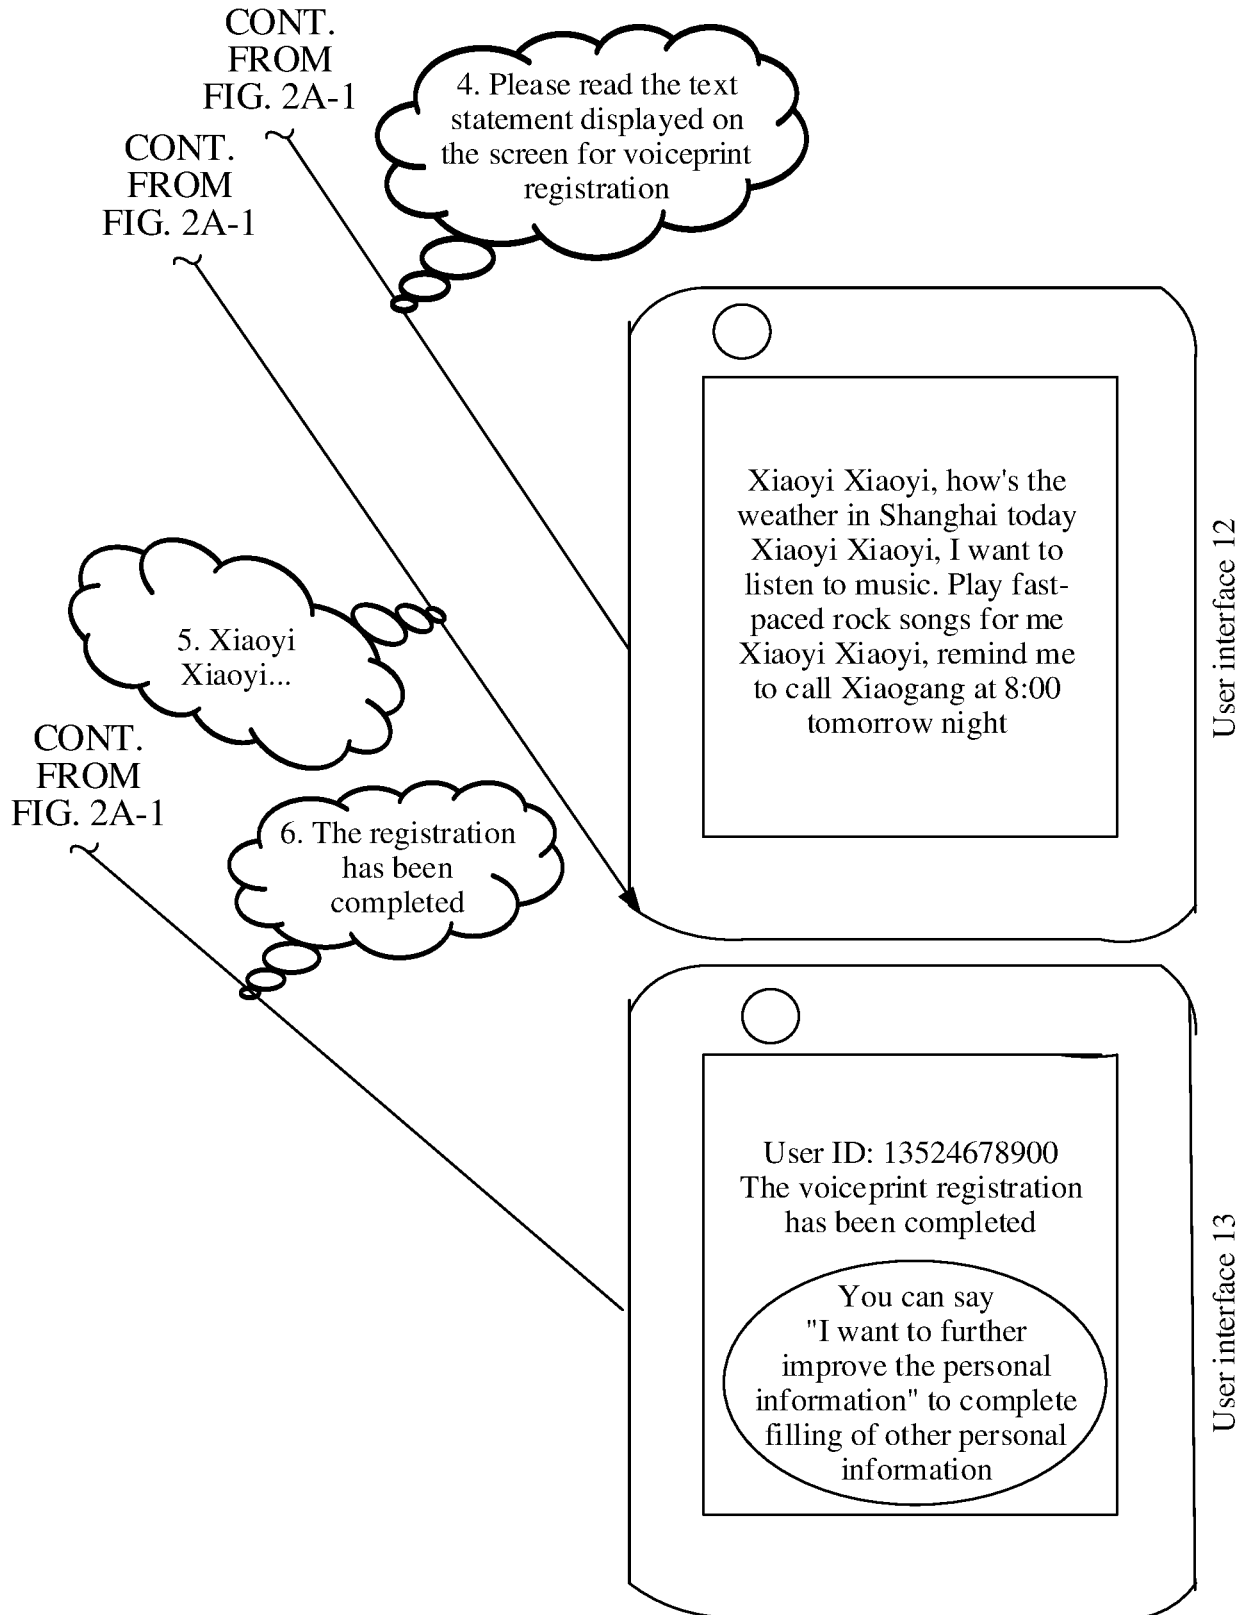 CONT.
FROM
FIG. 2A-1
4. Please read the text
statement displayed on
the screen for voiceprint
registration
CONT.
FROM
FIG. 2A-1
Xiaoyi Xiaoyi, how's the
weather in Shanghai today
Xiaoyi Xiaoyi, I want to
listen to music. Play fast-
paced rock songs for me
Xiaoyi Xiaoyi, remind me
to call Xiaogang at 8:00
tomorrow night
User interface 12
5. Xiaoyi
Xiaoyi...
CONT.
FROM
FIG. 2A-1
6. The registration
has been
completed
User ID: 13524678900
The voiceprint registration
has been completed
You can say
"I want to further
improve the personal
information" to complete
filling of other personal
information
User interface 13